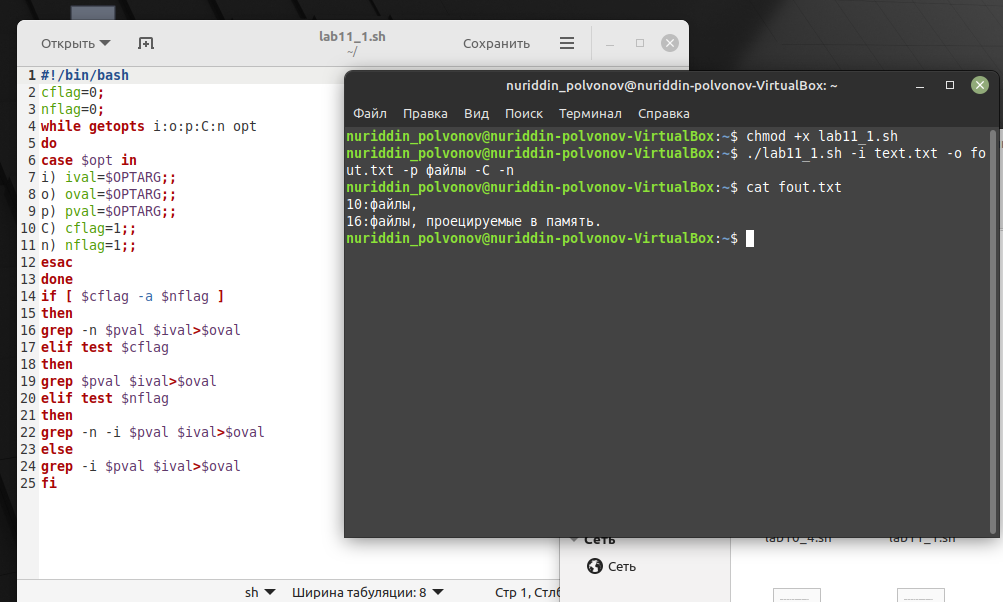 Открыть
lab11_1.sh
~/
Сохранить
1 #!/bin/bash
2 cflag=0;
3 nflag=0;
4 while getopts i:o:p:C:n opt
5 do
6 case $opt in
7 i) ival=$OPTARG;;
8 o) oval=$OPTARG;;
9 p) pval=$OPTARG;;
10 C) cflag=1;;
11 n) nflag=1;;
12 esac
13 done
14 if [ $cflag -a $nflag ]
15 then
16 grep -n $pval $ival>$oval
17 elif test $cflag
18 then
19 grep $pval $ival>$oval
20 elif test $nflag
21 then
22 grep -n -i $pval $ival>$oval
23 else
24 grep -i $pval $ival>$oval
25 fi
sh Ширина табуляции: 8 Стр 1, Стлб
nuriddin_polvonov@nuriddin-polvonov-VirtualBox: ~
Файл Правка Вид Поиск Терминал Справка
nuriddin_polvonov@nuriddin-polvonov-VirtualBox:~$ chmod +x lab11_1.sh
nuriddin_polvonov@nuriddin-polvonov-VirtualBox:~$ ./lab11_1.sh -i text.txt -o fo
ut.txt -p файлы -C -n
nuriddin_polvonov@nuriddin-polvonov-VirtualBox:~$ cat fout.txt
10:файлы,
16:файлы, проецируемые в память.
nuriddin_polvonov@nuriddin-polvonov-VirtualBox:~$
Сеть
Сеть
lab10_4.sh lab11_1.sh